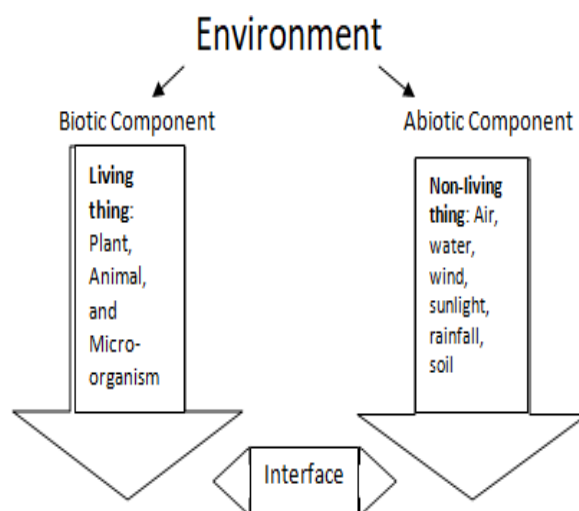 Environment
Biotic Component
Abiotic Component
Living
thing:
Plant,
Animal,
and
Micro-
organism
Non-living
thing: Air,
water,
wind,
sunlight,
rainfall,
soil
Interface